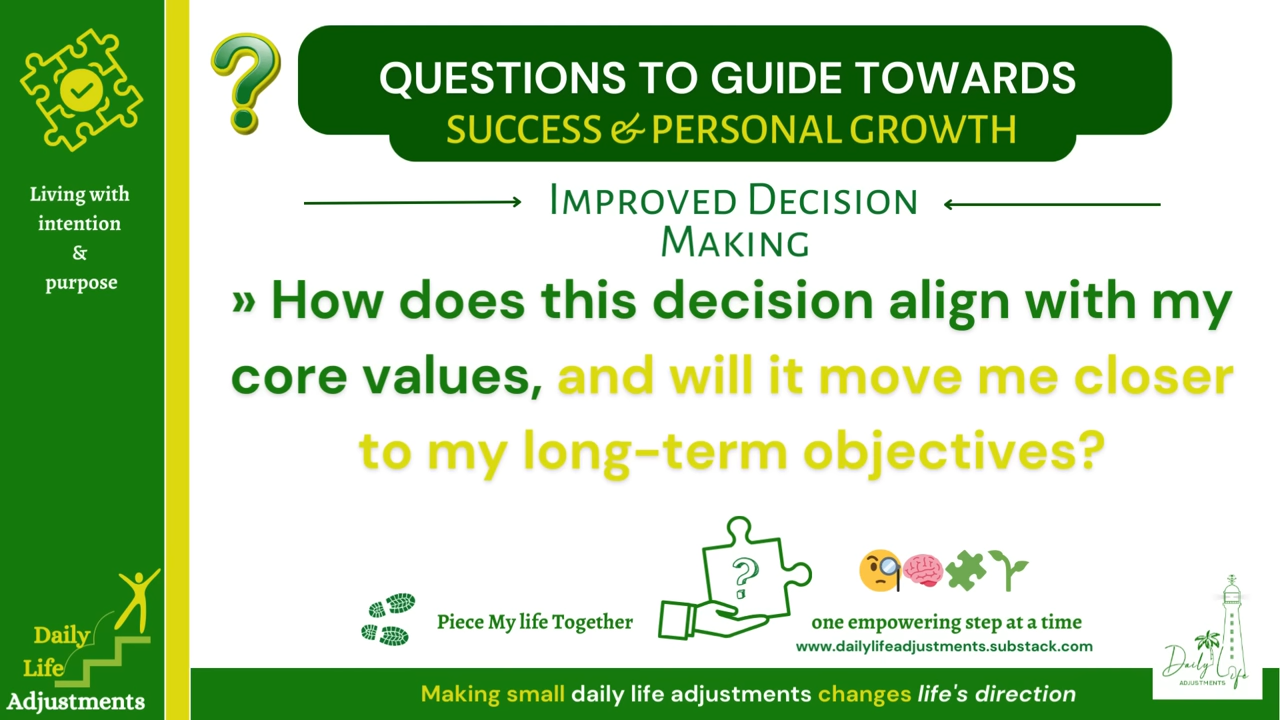 Living with
intention
&
purpose
Daily
Life
Adjustments
?
QUESTIONS TO GUIDE TOWARDS
SUCCESS & PERSONAL GROWTH
IMPROVED DECISION
MAKING
» How does this decision align with my
core values, and will it move me closer
to my long-term objectives?
?
Piece My life Together
one empowering step at a time
www.dailylifeadjustments.substack.com
Making small daily life adjustments changes life's direction
Daily Life
ADJUSTMENTS